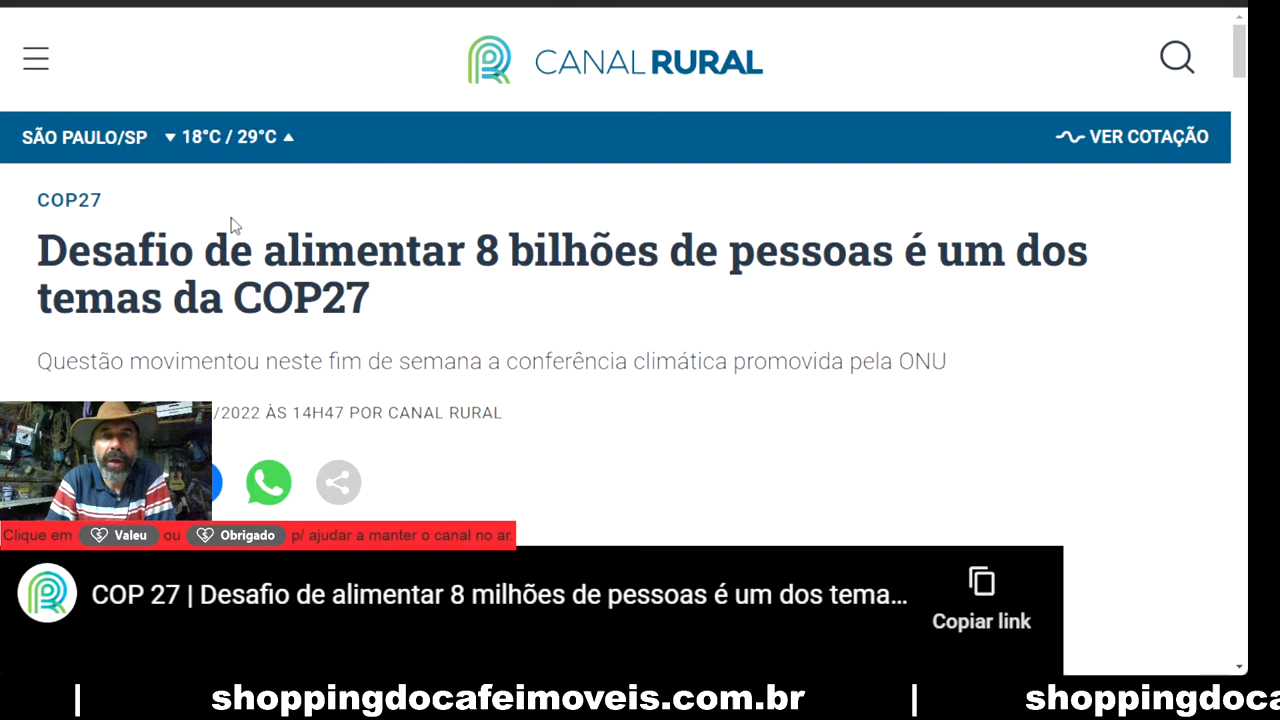 CANAL RURAL
SÃO PAULO/SP 18°C / 29°C
VER COTAÇÃO
COP27
Desafio de alimentar 8 bilhões de pessoas é um dos
temas da COP27
Questão movimentou neste fim de semana a conferência climática promovida pela ONU
/2022 ÀS 14H47 POR CANAL RURAL
Clique em Valeu ou Obrigado p/ ajudar a manter o canal no ar.
COP 27 | Desafio de alimentar 8 milhões de pessoas é um dos tema...
Copiar link
| shoppingdocafeimoveis.com.br | shoppingdoca